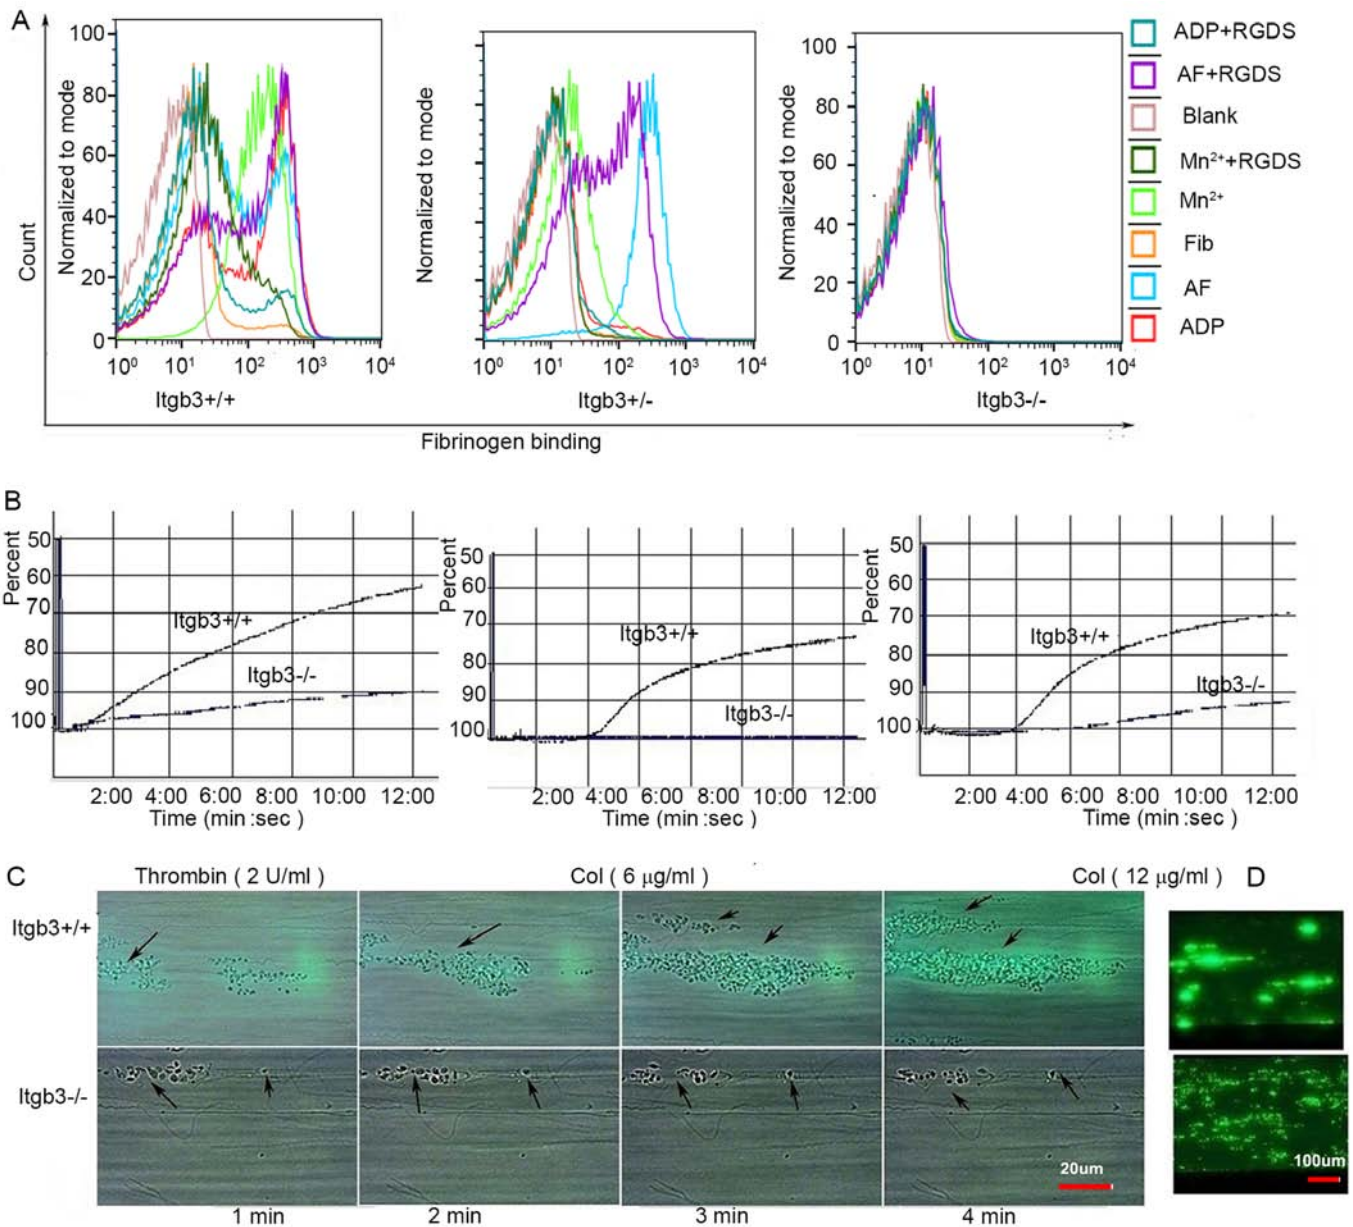 A
Count
Normalized to mode
100
80
60
40
20
0
10⁰ 10¹ 10² 10³ 10⁴
Itgb3+/+
Normalized to mode
10⁰ 10¹ 10² 10³ 10⁴
Itgb3+/-
Normalized to mode
100
80
60
40
20
0
10⁰ 10¹ 10² 10³ 10⁴
Itgb3-/-
Fibrinogen binding
ADP+RGDS
AF+RGDS
Blank
Mn²⁺+RGDS
Mn²⁺
Fib
AF
ADP
B
Percent
50
60
70
80
90
100
Itgb3+/+
Itgb3-/-
2:00 4:00 6:00 8:00 10:00 12:00
Time (min :sec )
Percent
50
60
70
80
90
100
Itgb3+/+
Itgb3-/-
2:00 4:00 6:00 8:00 10:00 12:00
Time (min :sec )
Percent
50
60
70
80
90
100
Itgb3+/+
Itgb3-/-
2:00 4:00 6:00 8:00 10:00 12:00
Time (min :sec )
C
Thrombin ( 2 U/ml )
Col ( 6 μg/ml )
Col ( 12 μg/ml )
D
Itgb3+/+
Itgb3-/-
20um
100um
1 min
2 min
3 min
4 min